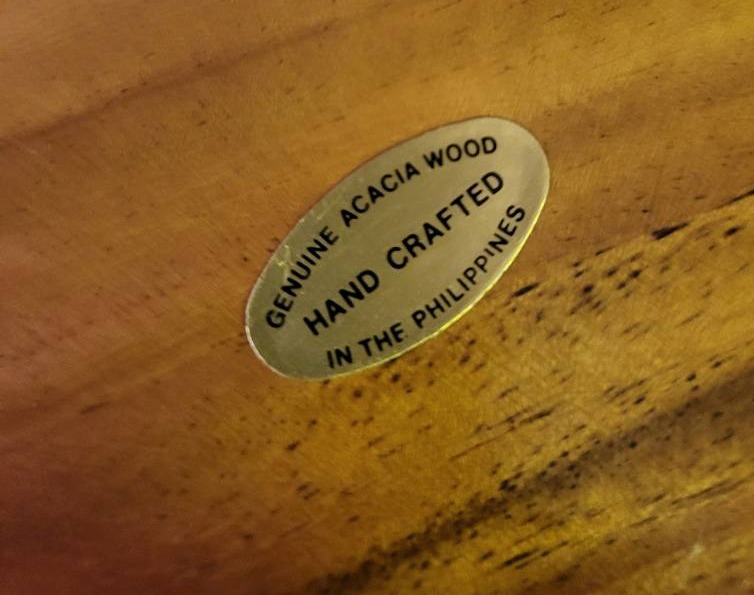 GENUINE ACACIA WOOD
HAND CRAFTED
IN THE PHILIPPINES